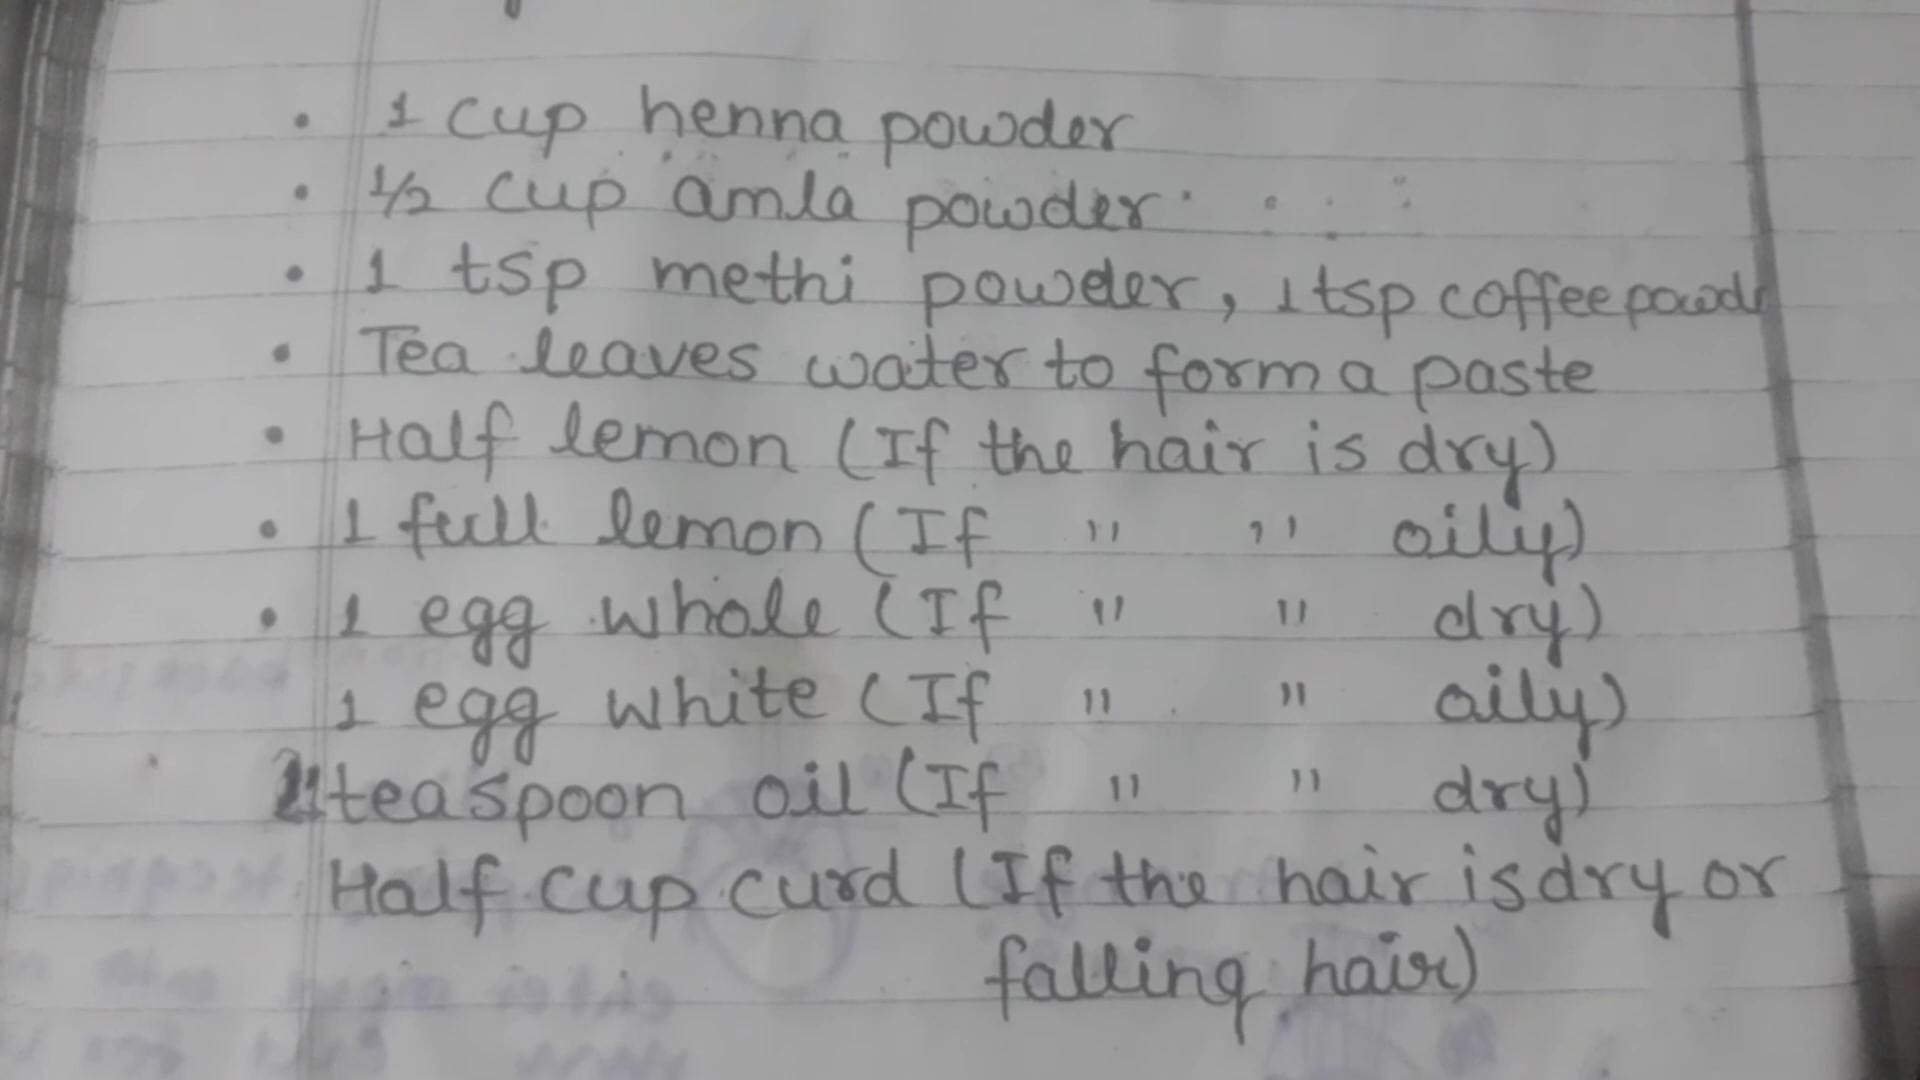 • 1 cup henna powder
• 1/2 cup amla powder
• 1 tsp methi powder, 1 tsp coffee powde
• Tea leaves water to form a paste
• Half lemon (If the hair is dry)
• 1 full lemon (If " " oily)
• 1 egg whole (If " " dry)
1 egg white (If " " oily)
teaspoon oil (If " " dry)
Half cup curd (If the hair is dry or
falling hair)